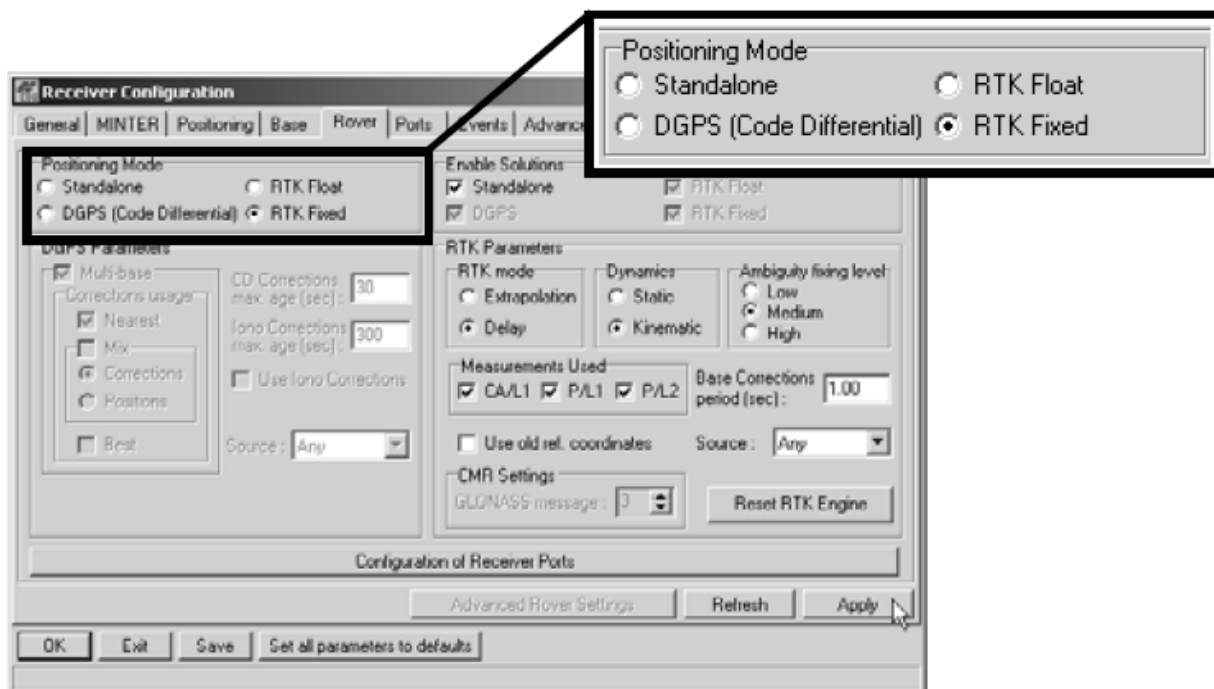 Positioning Mode
Standalone RTK Float
DGPS (Code Differential) RTK Fixed
Receiver Configuration
General MINTER Positioning Base Rover Ports Events Advance
Positioning Mode
Standalone RTK Float
DGPS (Code Differential) RTK Fixed
Enable Solutions
Standalone RTK Float
DGPS RTK Fixed
DGPS Parameters
Multi-base
Corrections usage
Nearest
Mix
Corrections
Positions
Best
CD Corrections
max. age (sec) : 30
Iono Corrections
max. age (sec) : 300
Use Iono Corrections
Source : Any
RTK Parameters
RTK mode
Extrapolation
Delay
Dynamics
Static
Kinematic
Ambiguity fixing level
Low
Medium
High
Measurements Used
CA/L1 P/L1 P/L2
Base Corrections
period (sec) : 1.00
Use old rel. coordinates
Source : Any
CMR Settings
GLONASS message : 3
Reset RTK Engine
Configuration of Receiver Ports
Advanced Rover Settings Refresh Apply
OK Exit Save Set all parameters to defaults